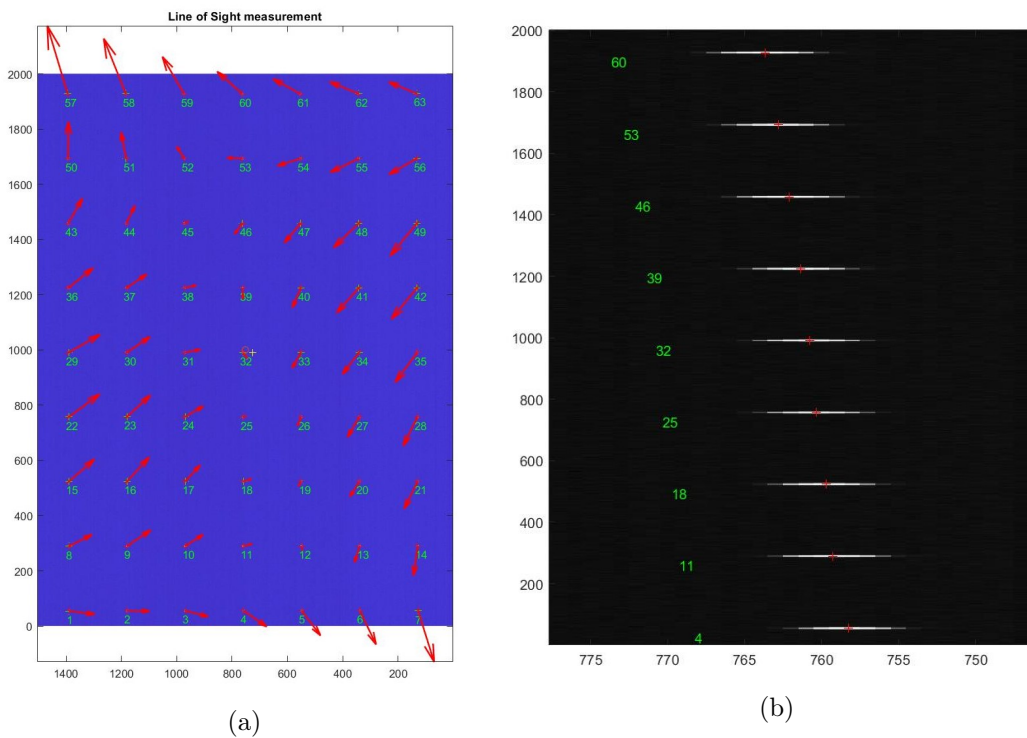 Line of Sight measurement
2000
1800
1600
1400
1200
1000
800
600
400
200
0
57 58 59 60 61 62 63
50 51 52 53 54 55 56
43 44 45 46 47 48 49
36 37 38 39 40 41 42
29 30 31 32 33 34 35
22 23 24 25 26 27 28
15 16 17 18 19 20 21
8 9 10 11 12 13 14
1 2 3 4 5 6 7
1400 1200 1000 800 600 400 200
(a)
2000
1800
1600
1400
1200
1000
800
600
400
200
60
53
46
39
32
25
18
11
4
775 770 765 760 755 750
(b)